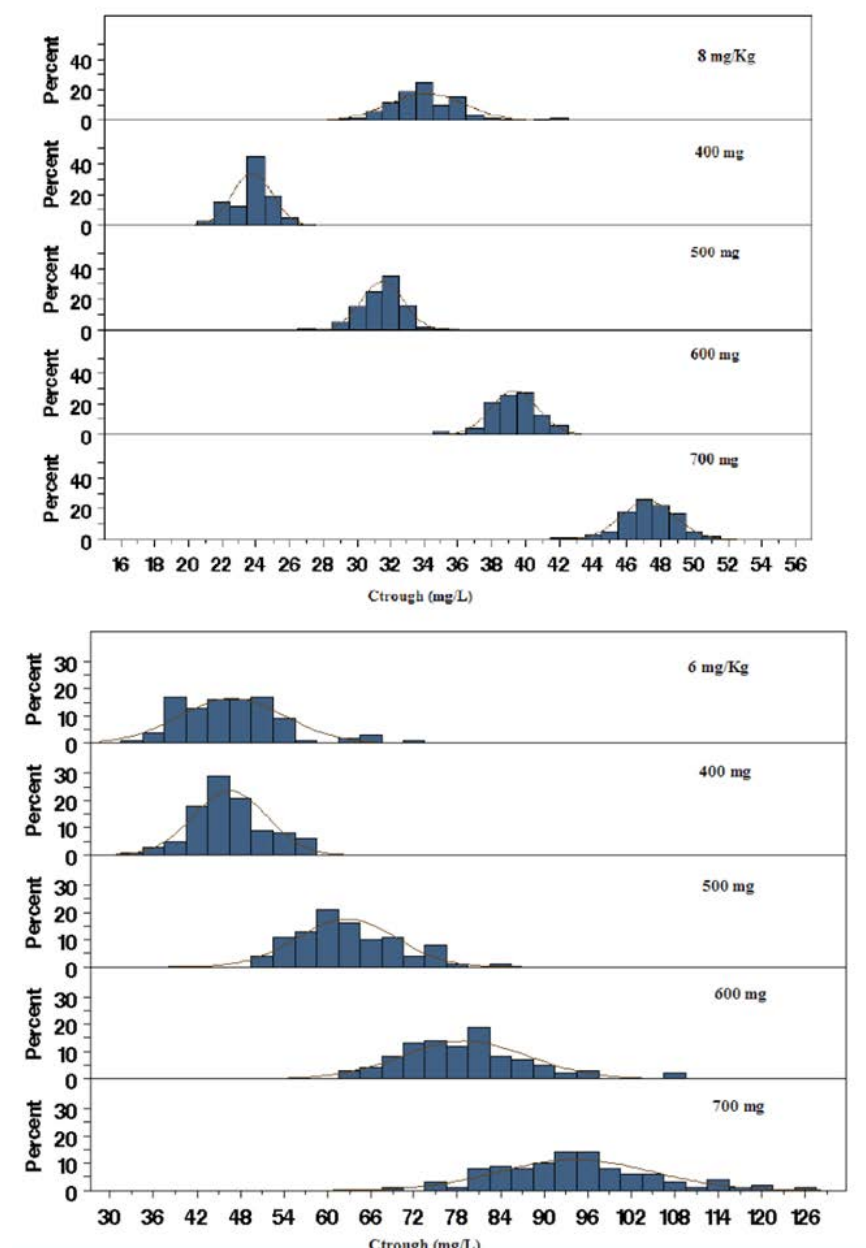 8 mg/Kg
Percent
40
20
0
400 mg
Percent
40
20
0
500 mg
Percent
40
20
0
600 mg
Percent
40
20
0
700 mg
Percent
40
20
0
16 18 20 22 24 26 28 30 32 34 36 38 40 42 44 46 48 50 52 54 56
Ctrough (mg/L)
6 mg/Kg
Percent
30
20
10
0
400 mg
Percent
30
20
10
0
500 mg
Percent
30
20
10
0
600 mg
Percent
30
20
10
0
700 mg
Percent
30
20
10
0
30 36 42 48 54 60 66 72 78 84 90 96 102 108 114 120 126
Ctrough (mg/L)